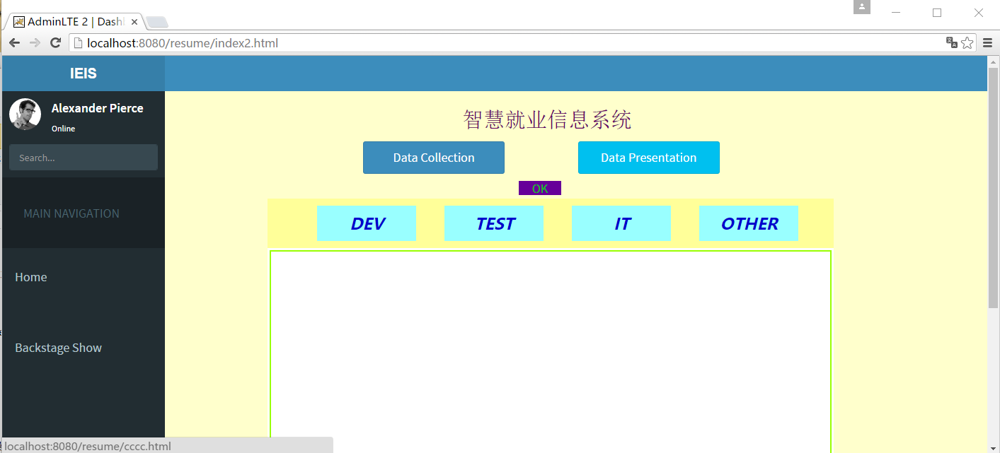 AdminLTE 2 | Dash
localhost:8080/resume/index2.html
IEIS
Alexander Pierce
Online
Search...
MAIN NAVIGATION
Home
Backstage Show
智慧就业信息系统
Data Collection
Data Presentation
OK
DEV
TEST
IT
OTHER
localhost:8080/resume/cccc.html